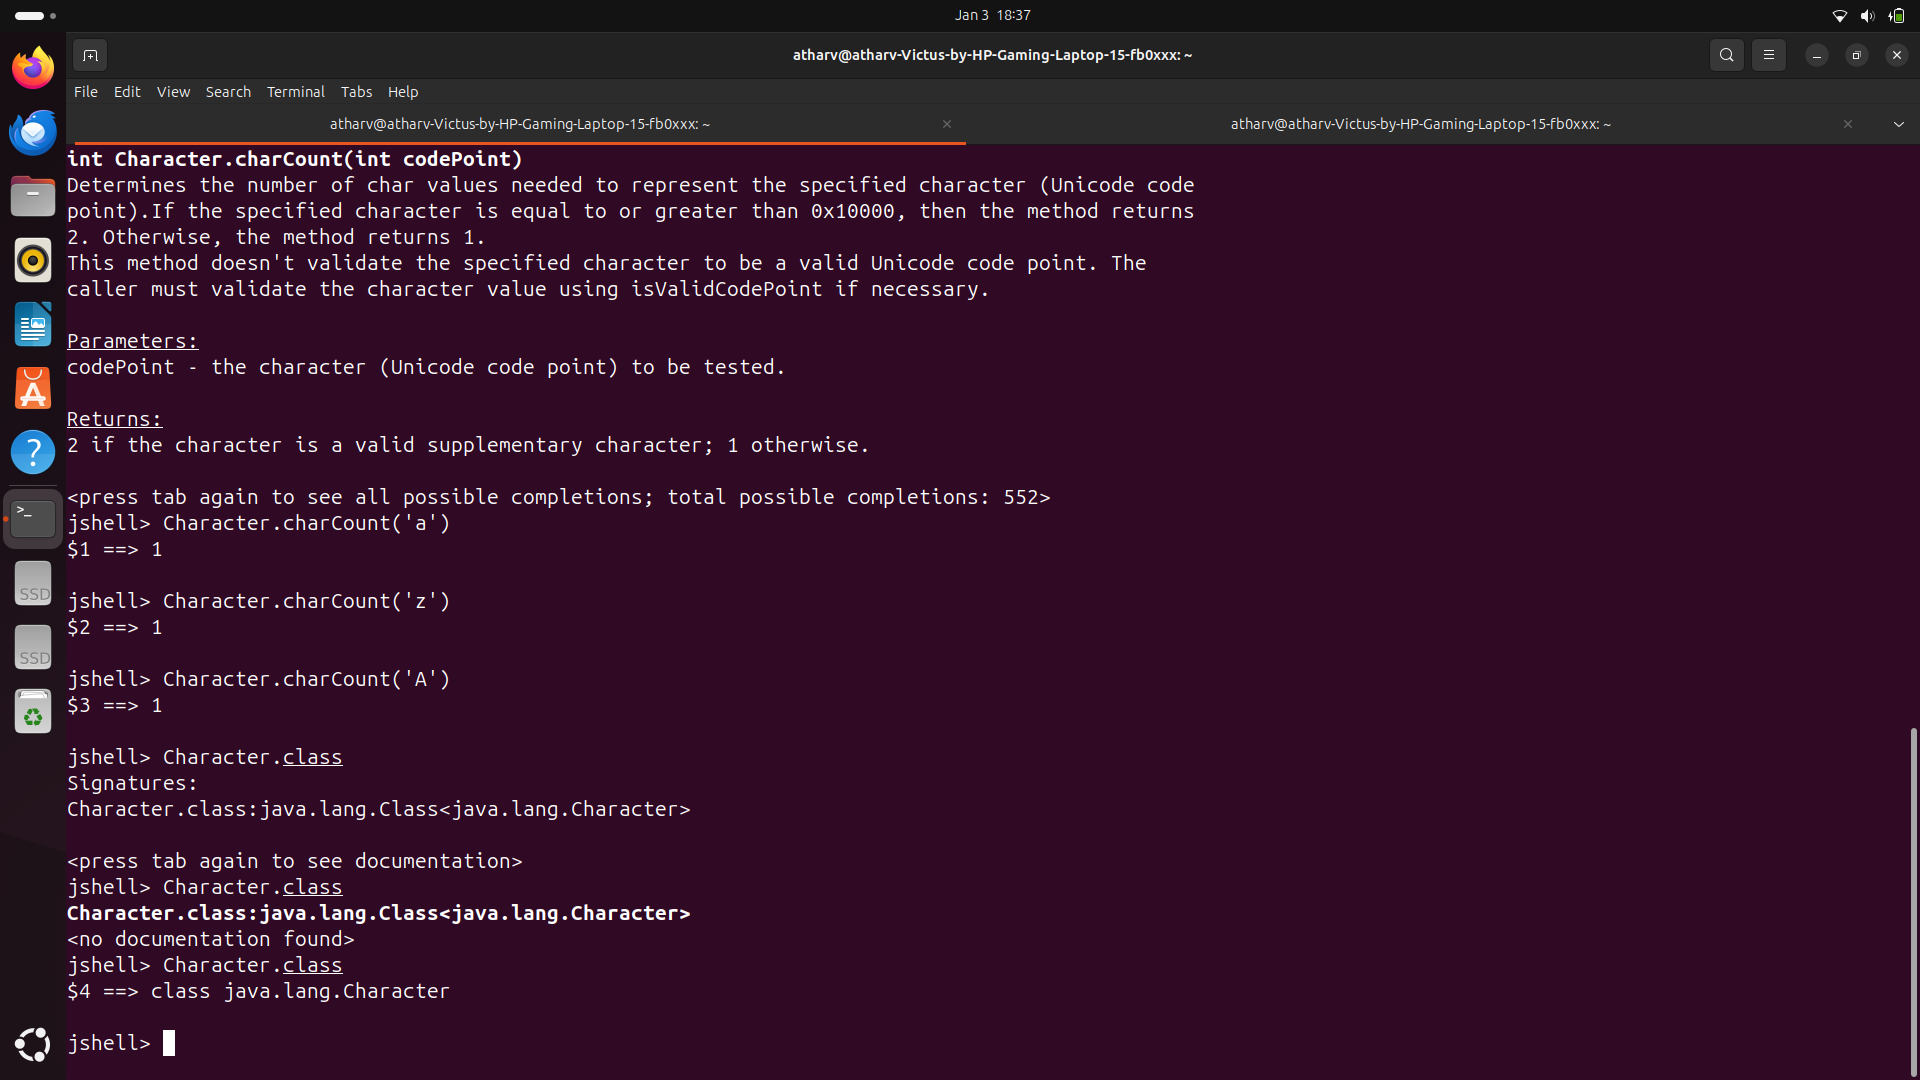 Jan 3 18:37
atharv@atharv-Victus-by-HP-Gaming-Laptop-15-fb0xxx: ~
File Edit View Search Terminal Tabs Help
atharv@atharv-Victus-by-HP-Gaming-Laptop-15-fb0xxx: ~ atharv@atharv-Victus-by-HP-Gaming-Laptop-15-fb0xxx: ~
int Character.charCount(int codePoint)
Determines the number of char values needed to represent the specified character (Unicode code
point).If the specified character is equal to or greater than 0x10000, then the method returns
2. Otherwise, the method returns 1.
This method doesn't validate the specified character to be a valid Unicode code point. The
caller must validate the character value using isValidCodePoint if necessary.
Parameters:
codePoint - the character (Unicode code point) to be tested.
Returns:
2 if the character is a valid supplementary character; 1 otherwise.
<press tab again to see all possible completions; total possible completions: 552>
jshell> Character.charCount('a')
$1 ==> 1
jshell> Character.charCount('z')
$2 ==> 1
jshell> Character.charCount('A')
$3 ==> 1
jshell> Character.class
Signatures:
Character.class:java.lang.Class<java.lang.Character>
<press tab again to see documentation>
jshell> Character.class
Character.class:java.lang.Class<java.lang.Character>
<no documentation found>
jshell> Character.class
$4 ==> class java.lang.Character
jshell>
SSD
SSD